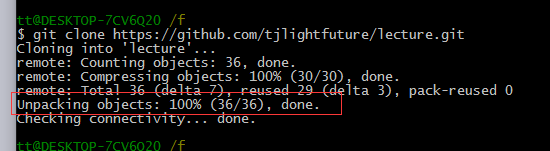 tt@DESKTOP-7CV6Q2O /f
$ git clone https://github.com/tjlightfuture/lecture.git
Cloning into 'lecture'...
remote: Counting objects: 36, done.
remote: Compressing objects: 100% (30/30), done.
remote: Total 36 (delta 7), reused 29 (delta 3), pack-reused 0
Unpacking objects: 100% (36/36), done.
Checking connectivity... done.
tt@DESKTOP-7CV6Q2O /f